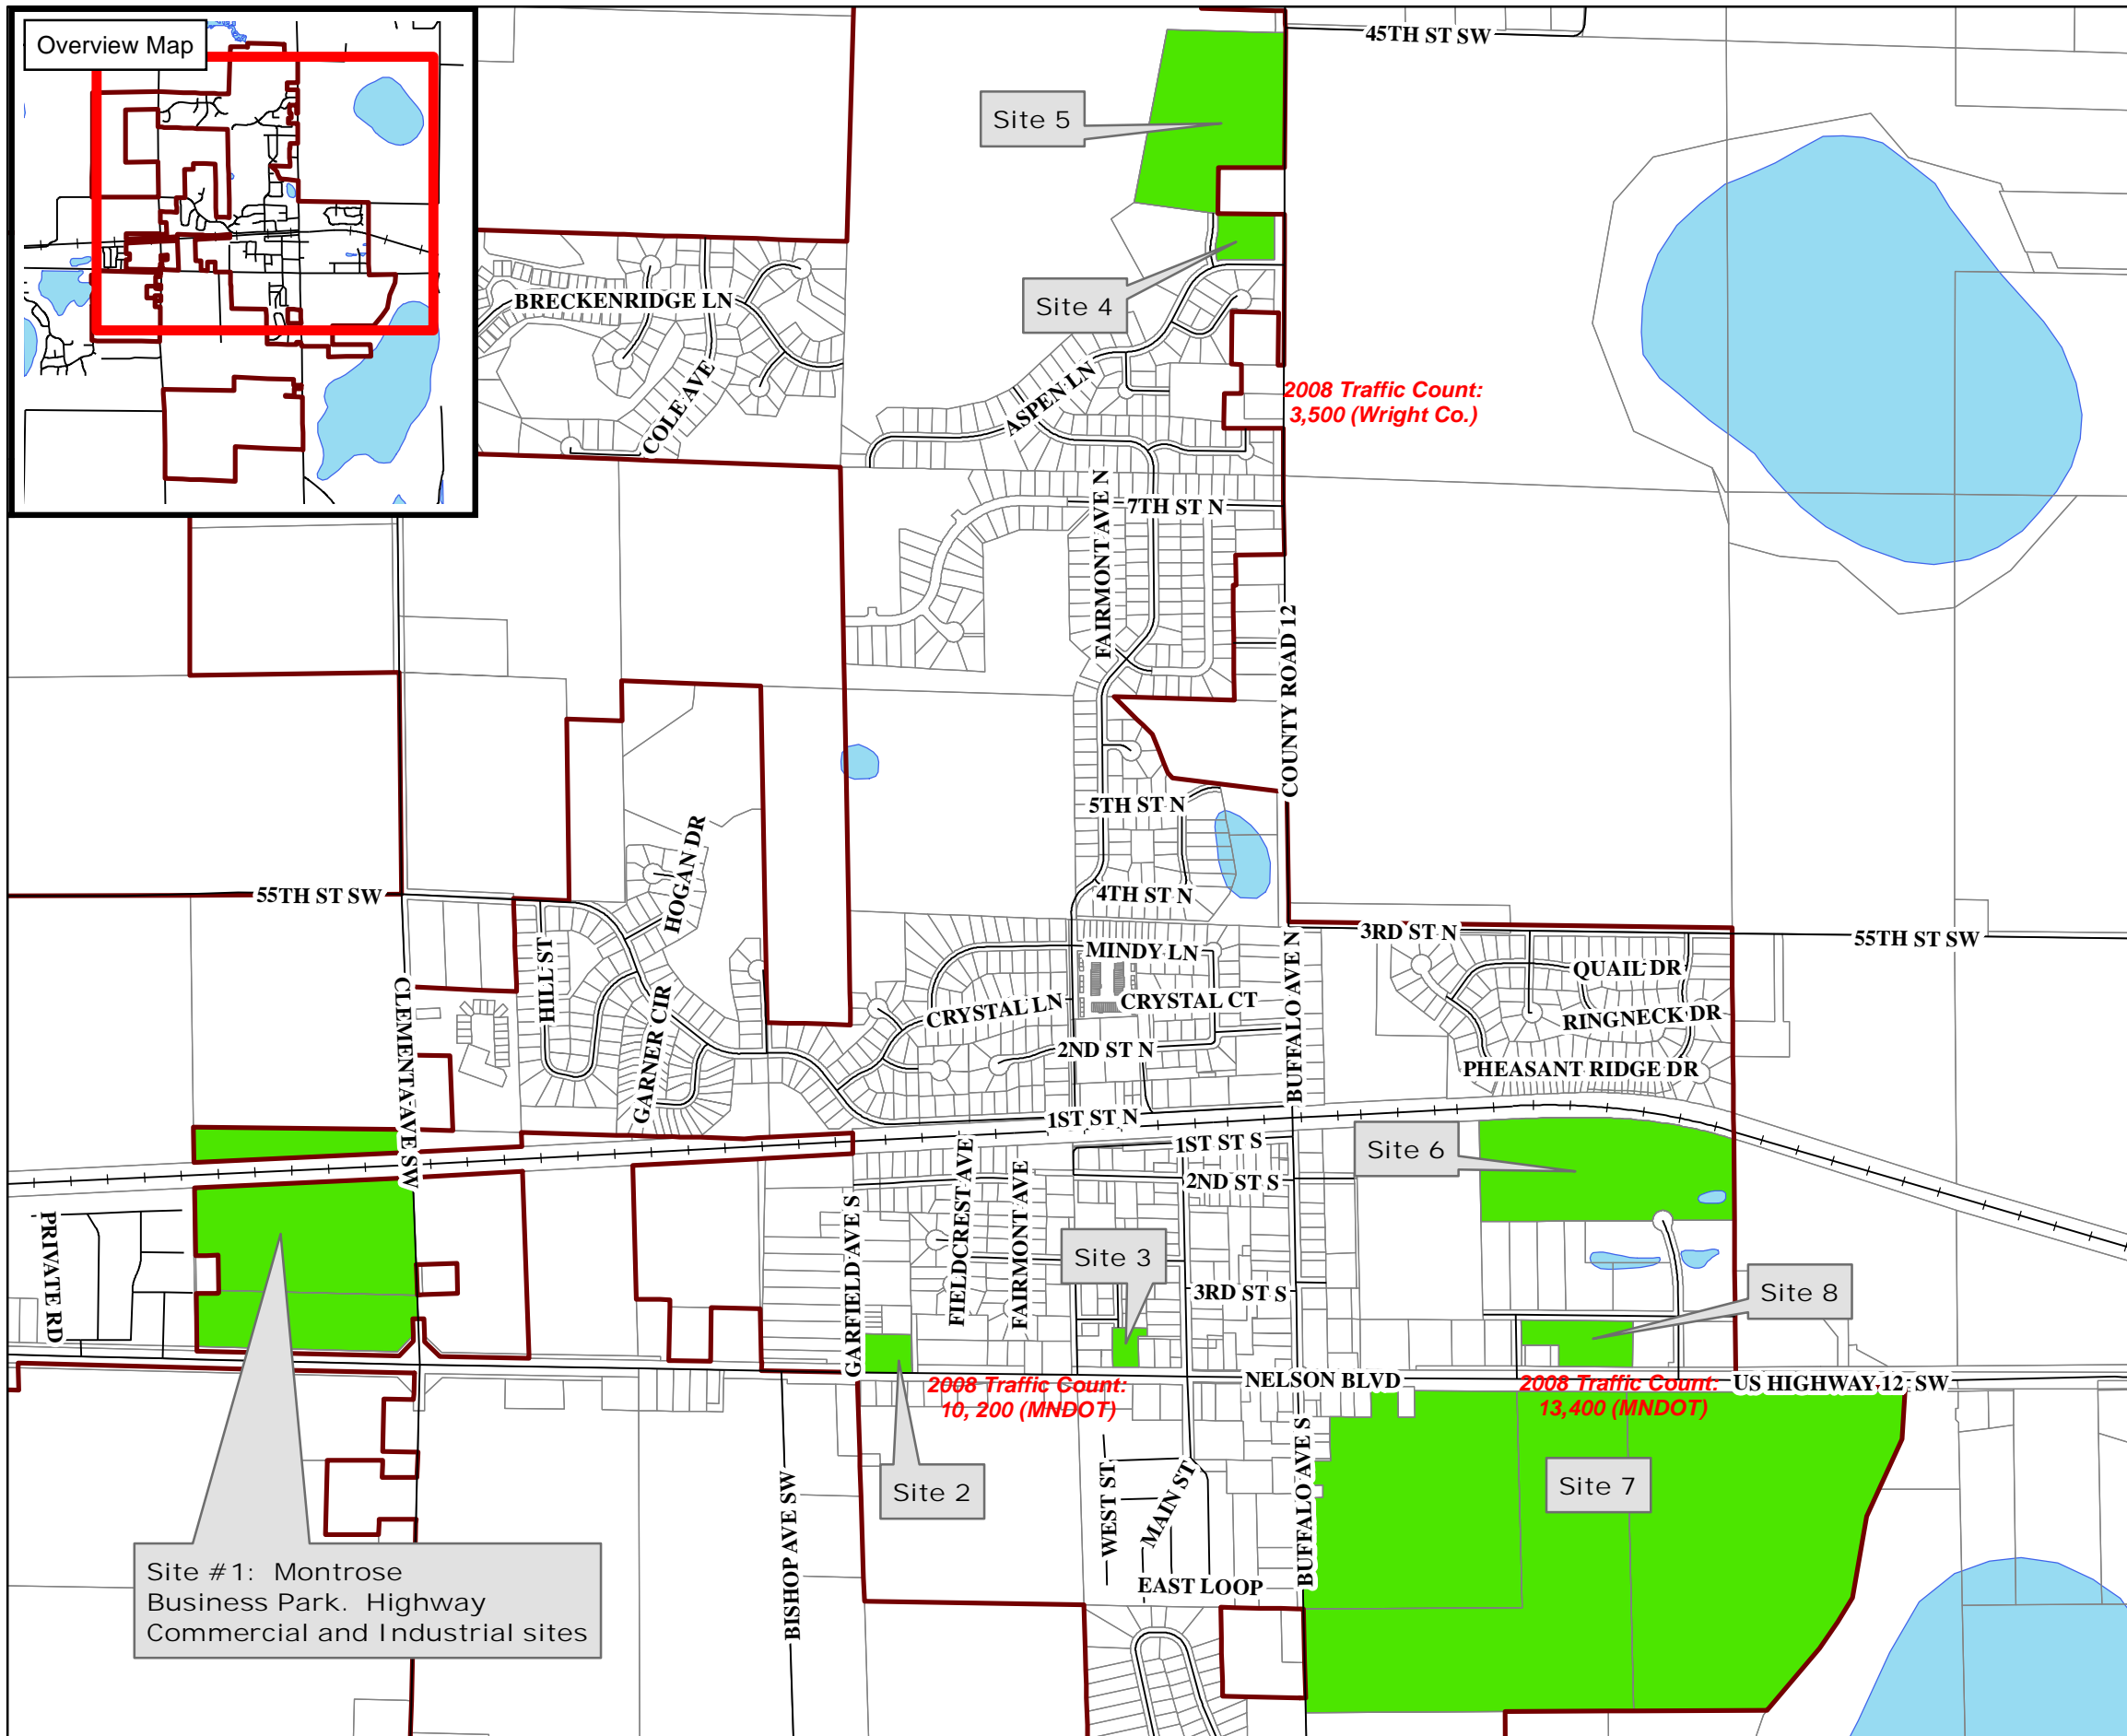 Overview Map
45TH ST SW
Site 5
Site 4
BRECKENRIDGE LN
COLE AVE
ASPEN LN
2008 Traffic Count:
3,500 (Wright Co.)
FAIRMONT AVE N
7TH ST N
COUNTY ROAD 12
5TH ST N
4TH ST N
HOGAN DR
55TH ST SW
HILL ST
GARNER CIR
CLEMENTA AVE SW
MINDY LN
CRYSTAL LN
CRYSTAL CT
2ND ST N
BUFFALO AVE N
3RD ST N
55TH ST SW
QUAIL DR
RINGNECK DR
PHEASANT RIDGE DR
1ST ST N
1ST ST S
2ND ST S
Site 6
PRIVATE RD
GARFIELD AVE S
FIELDCREST AVE
FAIRMONT AVE
Site 3
3RD ST S
Site 8
NELSON BLVD
US HIGHWAY 12 SW
2008 Traffic Count:
10, 200 (MNDOT)
2008 Traffic Count:
13,400 (MNDOT)
Site 2
Site 7
BISHOP AVE SW
WEST ST
MAIN ST
BUFFALO AVE S
EAST LOOP
Site #1: Montrose
Business Park. Highway
Commercial and Industrial sites